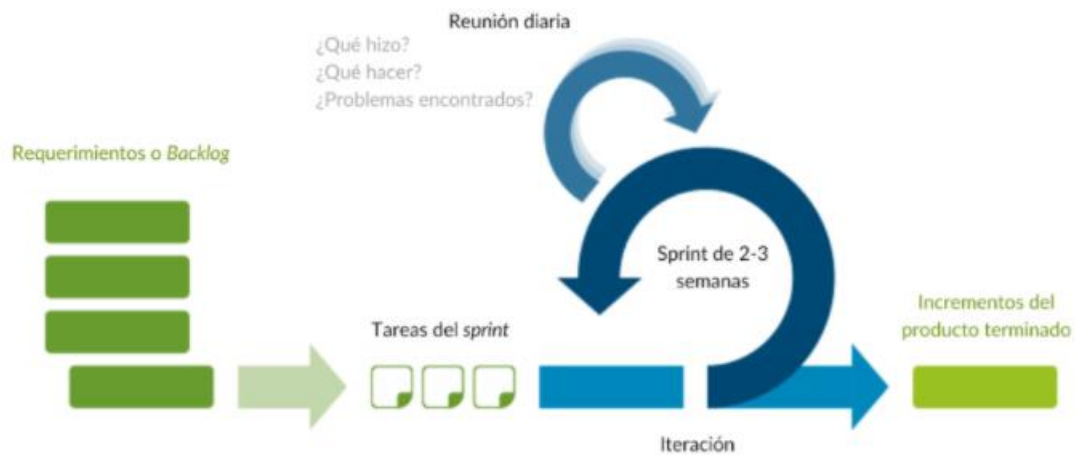 Reunión diaria
¿Qué hizo?
¿Qué hacer?
¿Problemas encontrados?
Requerimientos o Backlog
Sprint de 2-3
semanas
Tareas del sprint
Incrementos del
producto terminado
Iteración